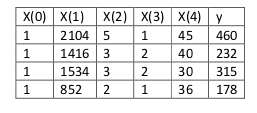 X(0) X(1) X(2) X(3) X(4) y
1 2104 5 1 45 460
1 1416 3 2 40 232
1 1534 3 2 30 315
1 852 2 1 36 178